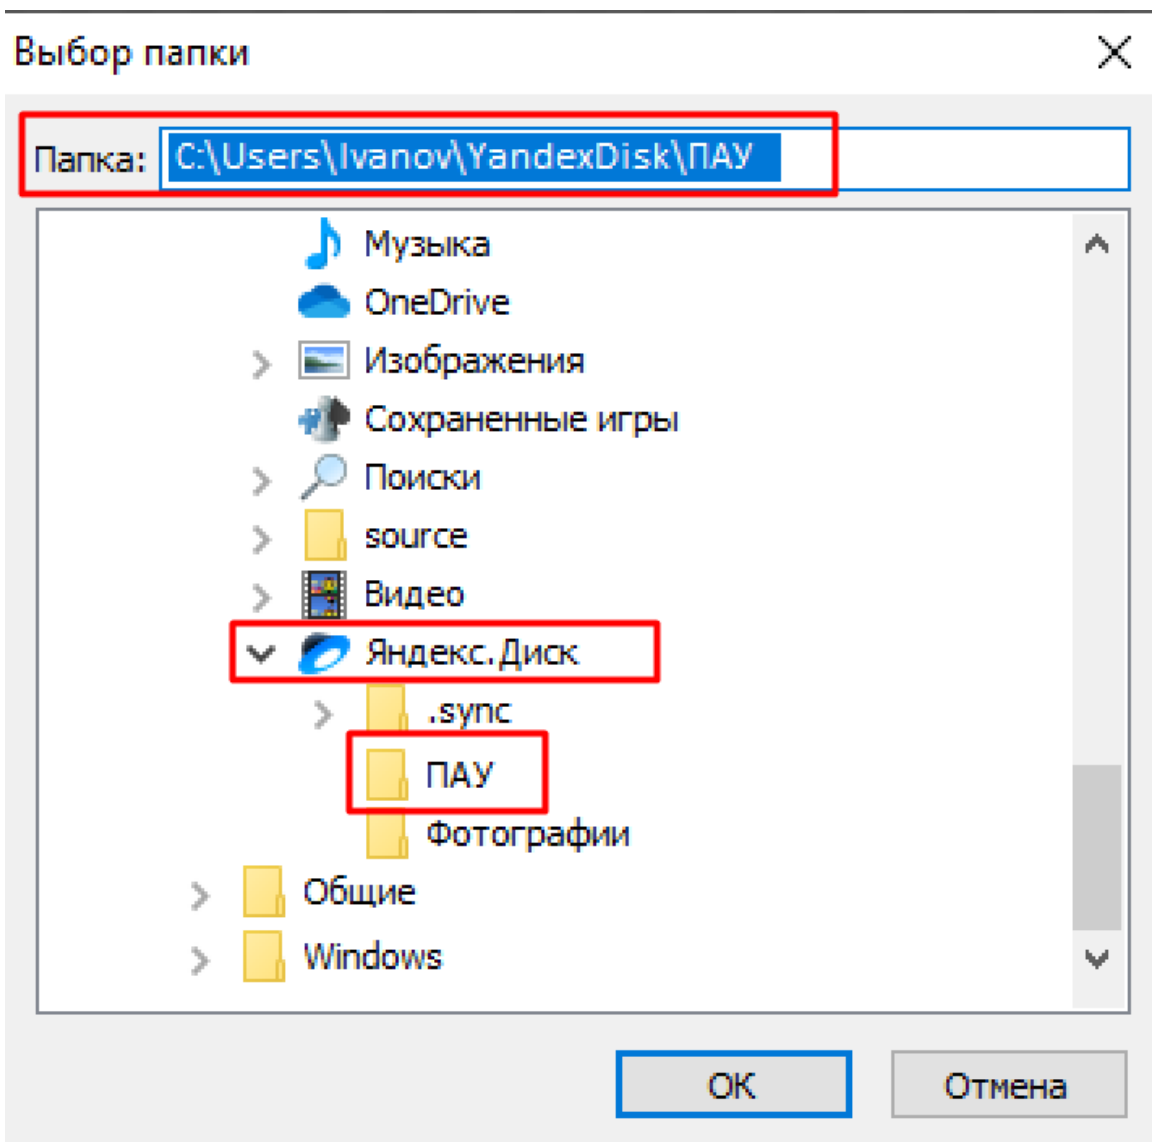 Выбор папки
Папка: C:\Users\Ivanov\YandexDisk\ПАУ
Музыка
OneDrive
Изображения
Сохраненные игры
Поиски
source
Видео
Яндекс.Диск
.sync
ПАУ
Фотографии
Общие
Windows
ОК Отмена